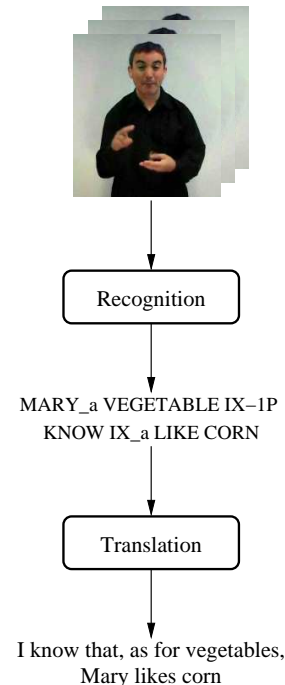 Recognition
MARY_a VEGETABLE IX−1P
KNOW IX_a LIKE CORN
Translation
I know that, as for vegetables,
Mary likes corn